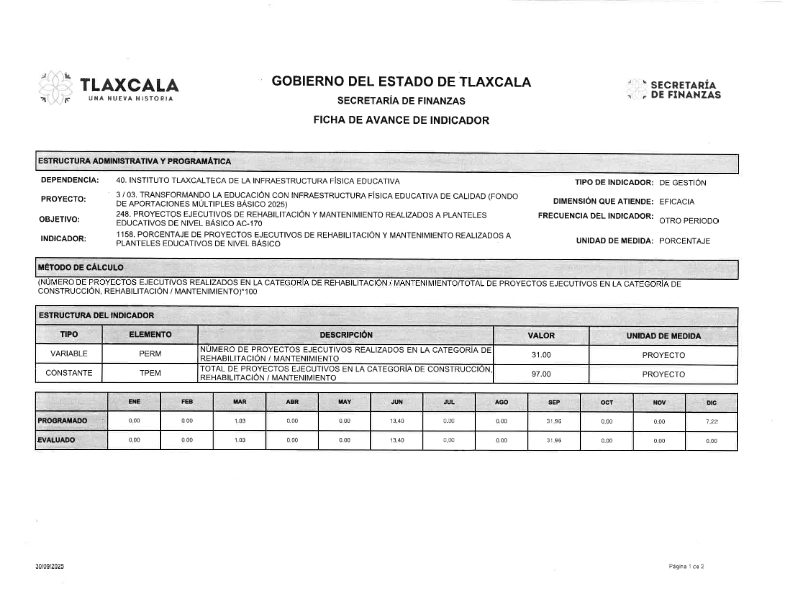 TLAXCALA
UNA NUEVA HISTORIA
GOBIERNO DEL ESTADO DE TLAXCALA
SECRETARÍA DE FINANZAS
FICHA DE AVANCE DE INDICADOR
SECRETARÍA
DE FINANZAS
ESTRUCTURA ADMINISTRATIVA Y PROGRAMÁTICA
DEPENDENCIA: 40. INSTITUTO TLAXCALTECA DE LA INFRAESTRUCTURA FÍSICA EDUCATIVA TIPO DE INDICADOR: DE GESTIÓN
PROYECTO: 3 / 03. TRANSFORMANDO LA EDUCACIÓN CON INFRAESTRUCTURA FÍSICA EDUCATIVA DE CALIDAD (FONDO
DE APORTACIONES MÚLTIPLES BÁSICO 2025) DIMENSIÓN QUE ATIENDE: EFICACIA
OBJETIVO: 248. PROYECTOS EJECUTIVOS DE REHABILITACIÓN Y MANTENIMIENTO REALIZADOS A PLANTELES
EDUCATIVOS DE NIVEL BÁSICO AC-170 FRECUENCIA DEL INDICADOR: OTRO PERIODO
INDICADOR: 1158. PORCENTAJE DE PROYECTOS EJECUTIVOS DE REHABILITACIÓN Y MANTENIMIENTO REALIZADOS A
PLANTELES EDUCATIVOS DE NIVEL BÁSICO UNIDAD DE MEDIDA: PORCENTAJE
MÉTODO DE CÁLCULO
(NÚMERO DE PROYECTOS EJECUTIVOS REALIZADOS EN LA CATEGORÍA DE REHABILITACIÓN / MANTENIMIENTO/TOTAL DE PROYECTOS EJECUTIVOS EN LA CATEGORÍA DE
CONSTRUCCIÓN, REHABILITACIÓN / MANTENIMIENTO)*100
ESTRUCTURA DEL INDICADOR
TIPO ELEMENTO DESCRIPCIÓN VALOR UNIDAD DE MEDIDA
VARIABLE PERM NÚMERO DE PROYECTOS EJECUTIVOS REALIZADOS EN LA CATEGORÍA DE
REHABILITACIÓN / MANTENIMIENTO 31.00 PROYECTO
CONSTANTE TPEM TOTAL DE PROYECTOS EJECUTIVOS EN LA CATEGORÍA DE CONSTRUCCIÓN,
REHABILITACIÓN / MANTENIMIENTO 97.00 PROYECTO
ENE FEB MAR ABR MAY JUN JUL AGO SEP OCT NOV DIC
PROGRAMADO 0.00 0.00 1.03 0.00 0.00 13.40 0.00 0.00 31.96 0.00 0.00 7.22
EVALUADO 0.00 0.00 1.03 0.00 0.00 13.40 0.00 0.00 31.96 0.00 0.00 0.00
30/09/2025
Página 1 de 2